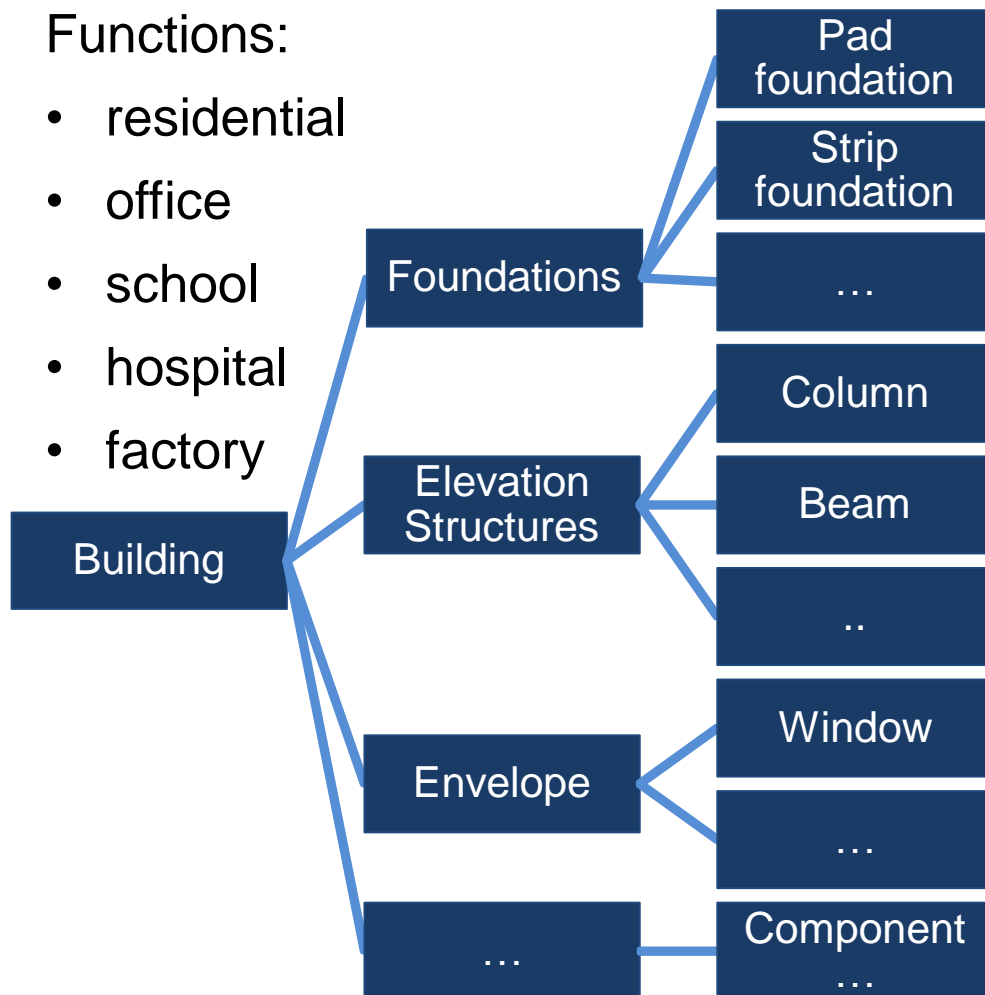 Functions:
• residential
• office
• school
• hospital
• factory
Building
Foundations
Elevation
Structures
Envelope
…
Pad
foundation
Strip
foundation
…
Column
Beam
..
Window
…
Component
…